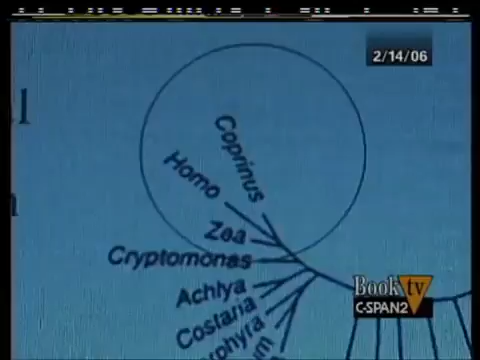 2/14/06
Coprinus
Homo
Zea
Cryptomonas
Achlya
Costaria
Book tv
C-SPAN2